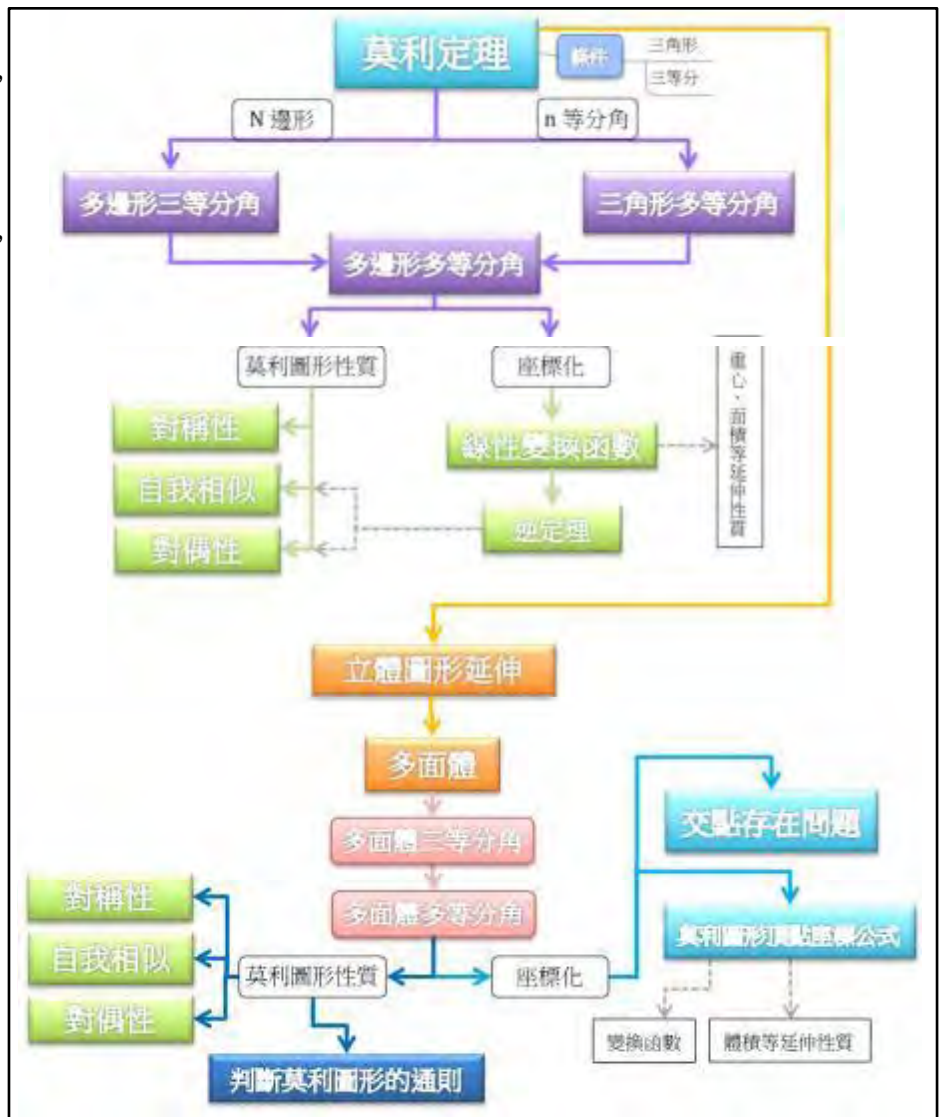 莫利定理
條件
三角形
三等分
N 邊形
n 等分角
多邊形三等分角
三角形多等分角
多邊形多等分角
莫利圖形性質
座標化
重心、面積等延伸性質
對稱性
線性變換函數
自我相似
逆定理
對偶性
立體圖形延伸
多面體
多面體三等分角
交點存在問題
多面體多等分角
對稱性
莫利圖形頂點座標公式
自我相似
莫利圖形性質
座標化
對偶性
變換函數
體積等延伸性質
判斷莫利圖形的通則